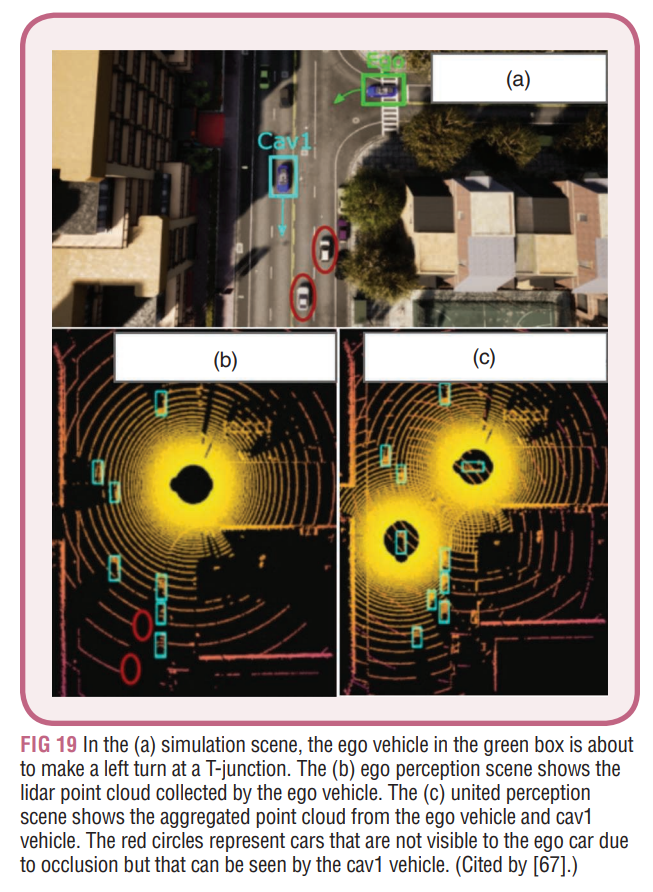 Ego
(a)
Cav1
(b)
(c)
FIG 19 In the (a) simulation scene, the ego vehicle in the green box is about
to make a left turn at a T-junction. The (b) ego perception scene shows the
lidar point cloud collected by the ego vehicle. The (c) united perception
scene shows the aggregated point cloud from the ego vehicle and cav1
vehicle. The red circles represent cars that are not visible to the ego car due
to occlusion but that can be seen by the cav1 vehicle. (Cited by [67].)